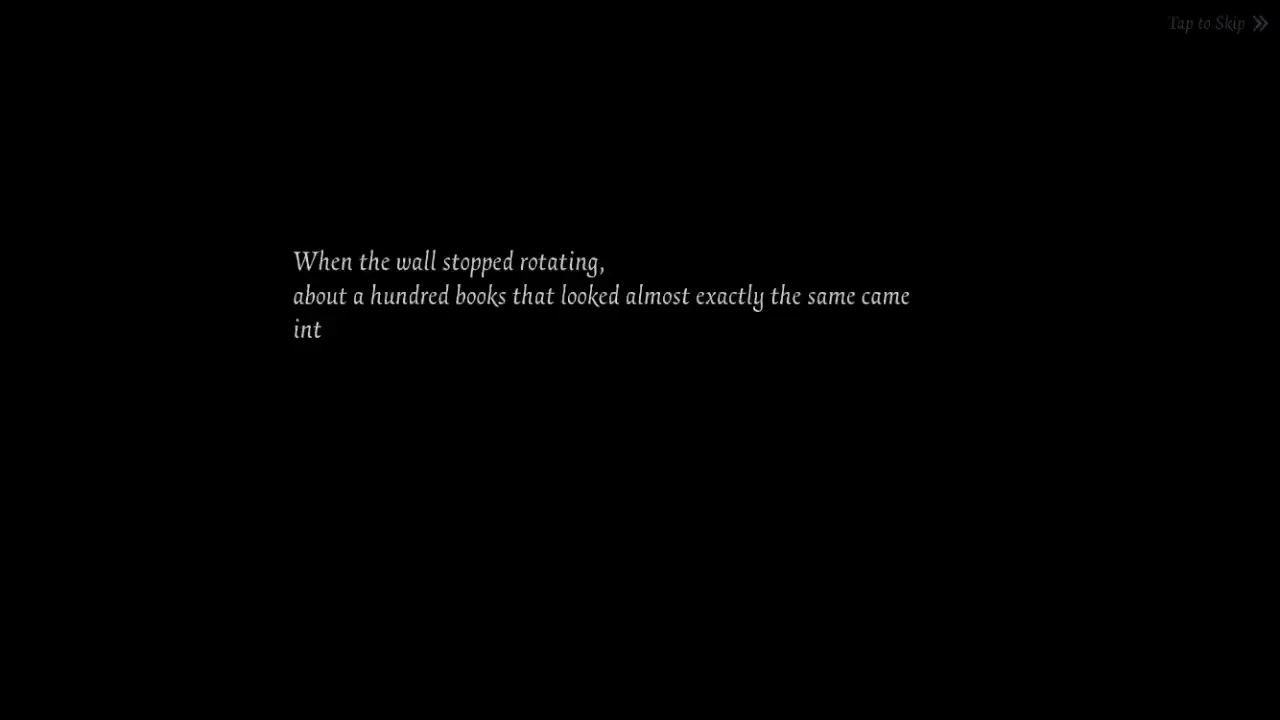 Tap to Skip
When the wall stopped rotating,
about a hundred books that looked almost exactly the same came
int